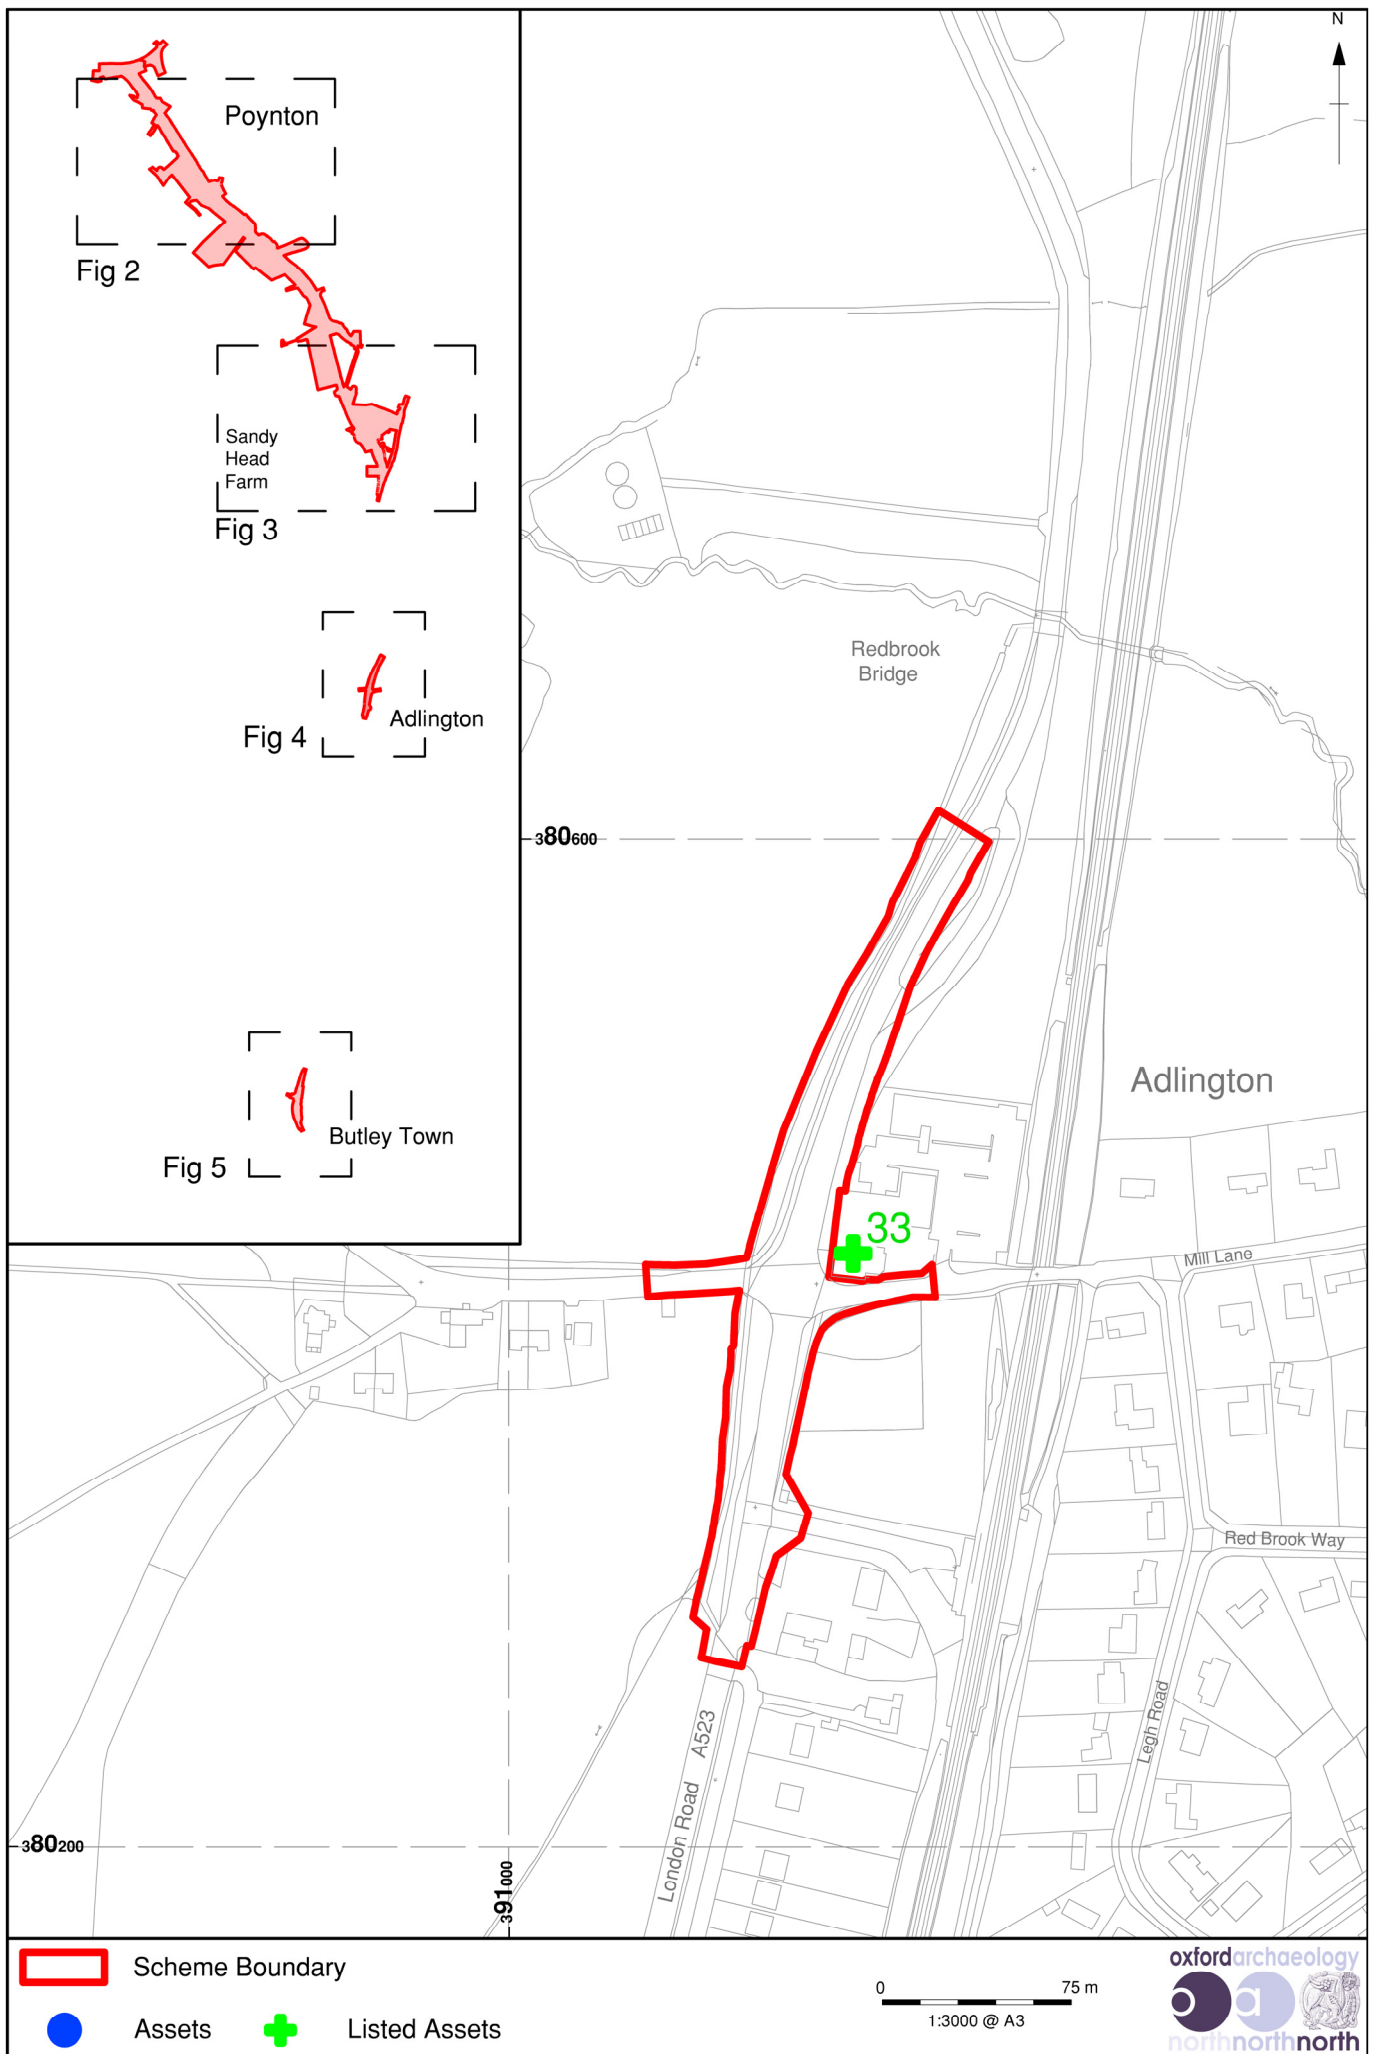 Poynton
Fig 2
Sandy
Head
Farm
Fig 3
Adlington
Fig 4
Butley Town
Fig 5
N
Redbrook
Bridge
380600
Adlington
33
Mill Lane
Red Brook Way
Legh Road
London Road A523
380200
391000
Scheme Boundary
Assets
Listed Assets
0 75 m
1:3000 @ A3
oxfordarchaeology
o a
northnorthnorth